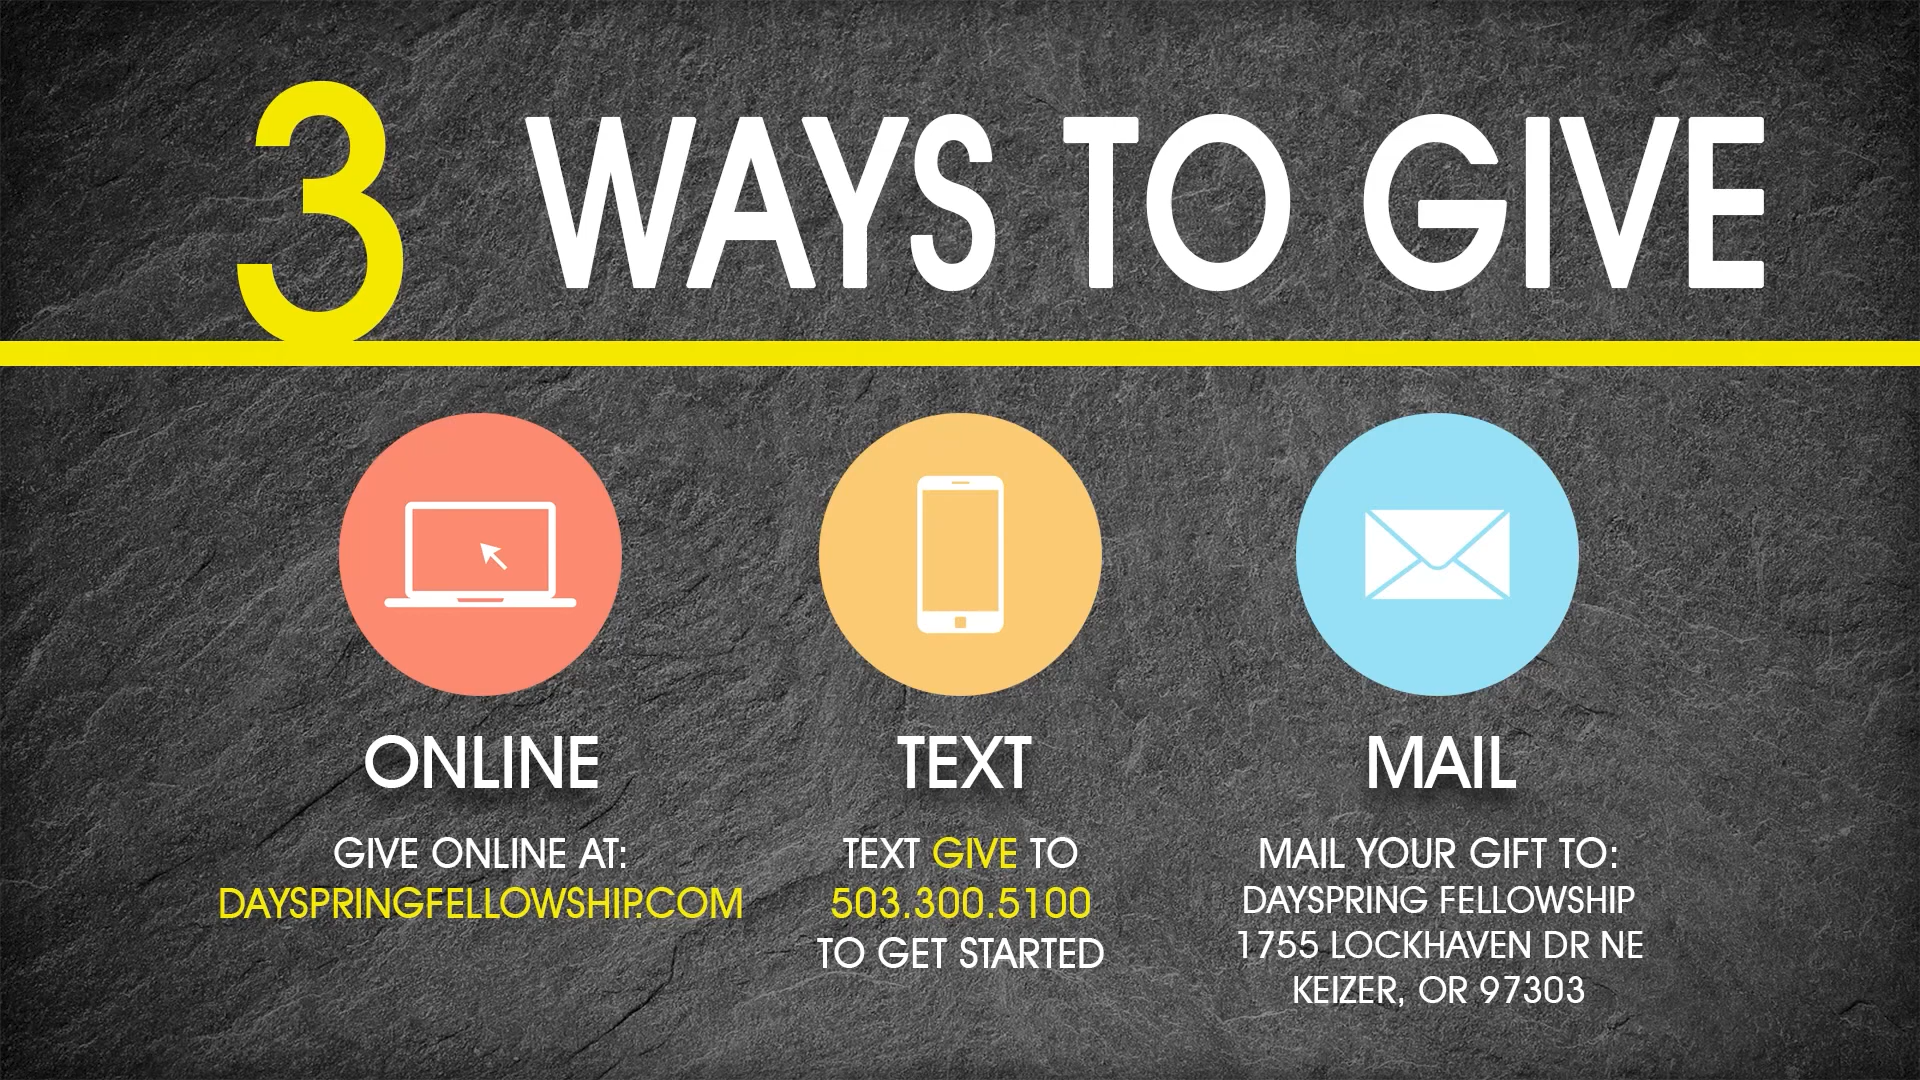 3 WAYS TO GIVE
ONLINE
GIVE ONLINE AT:
DAYSPRINGFELLOWSHIP.COM
TEXT
TEXT GIVE TO
503.300.5100
TO GET STARTED
MAIL
MAIL YOUR GIFT TO:
DAYSPRING FELLOWSHIP
1755 LOCKHAVEN DR NE
KEIZER, OR 97303